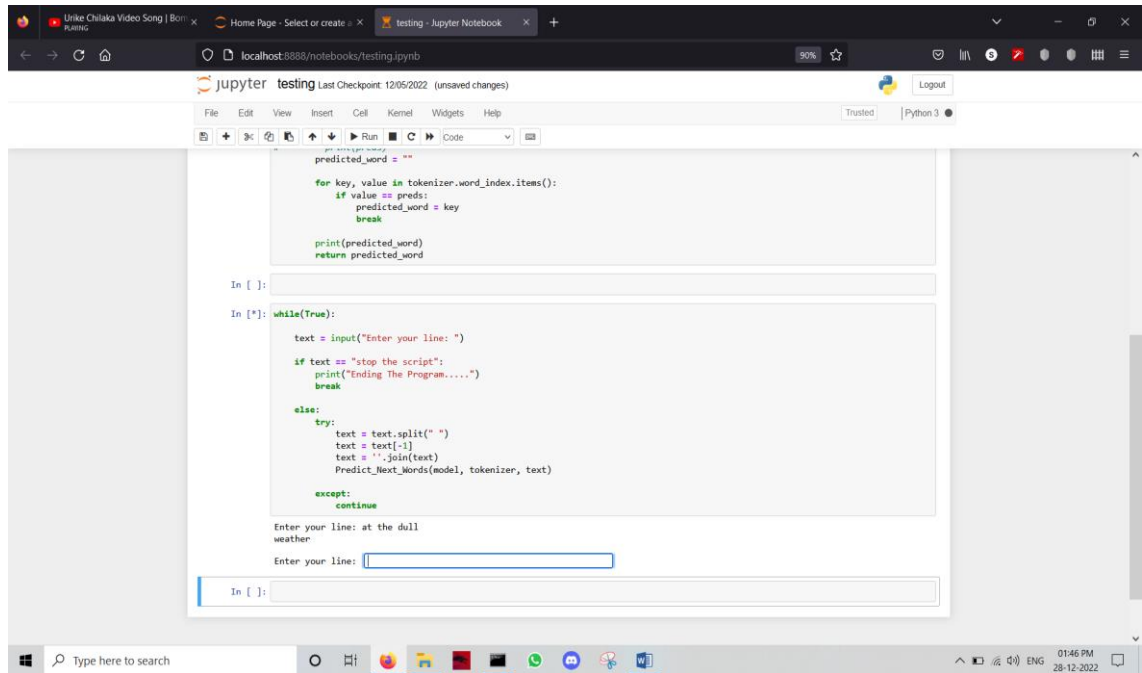 Urike Chilaka Video Song | Bom
PLAYING
Home Page - Select or create a
testing - Jupyter Notebook
localhost:8888/notebooks/testing.ipynb
90%
jupyter testing Last Checkpoint: 12/05/2022 (unsaved changes)
Logout
File Edit View Insert Cell Kernel Widgets Help
Trusted Python 3
Run Code
predicted_word = ""
for key, value in tokenizer.word_index.items():
if value == preds:
predicted_word = key
break
print(predicted_word)
return predicted_word
In [ ]:
In [*]: while(True):
text = input("Enter your line: ")
if text == "stop the script":
print("Ending The Program.....")
break
else:
try:
text = text.split(" ")
text = text[-1]
text = ''.join(text)
Predict_Next_Words(model, tokenizer, text)
except:
continue
Enter your line: at the dull
weather
Enter your line:
In [ ]:
Type here to search
ENG
01:46 PM
28-12-2022